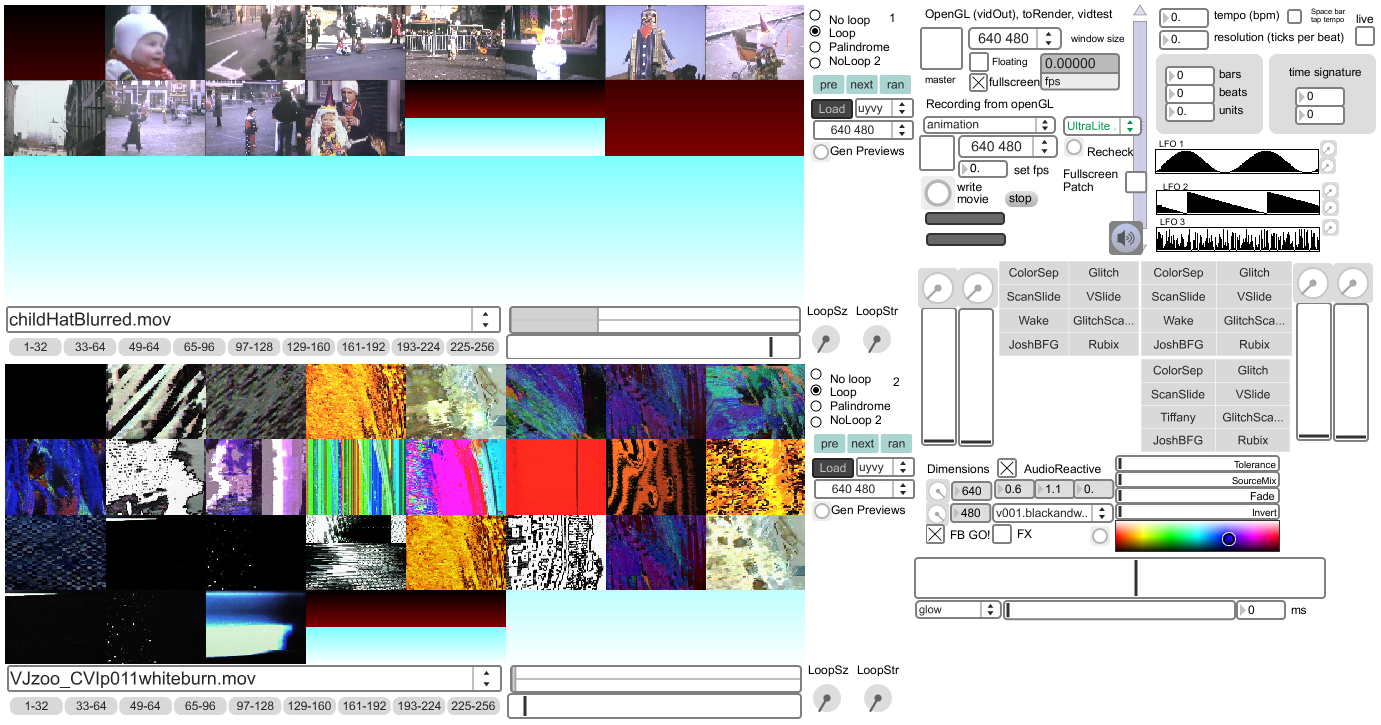 No loop 1
Loop
Palindrome
NoLoop 2
pre next ran
Load uyvy
640 480
Gen Previews
childHatBlurred.mov
LoopSz LoopStr
1-32 33-64 49-64 65-96 97-128 129-160 161-192 193-224 225-256
No loop 2
Loop
Palindrome
NoLoop 2
pre next ran
Load uyvy
640 480
Gen Previews
VJzoo_CVIp011whiteburn.mov
LoopSz LoopStr
1-32 33-64 49-64 65-96 97-128 129-160 161-192 193-224 225-256
OpenGL (vidOut), toRender, vidtest
640 480 window size
Floating 0.00000
master fullscreen fps
Recording from openGL
animation UltraLite .
640 480 Recheck
0. set fps
Fullscreen
Patch
write
movie stop
0. tempo (bpm) Space bar
tap tempo live
0. resolution (ticks per beat)
0 bars
0 beats
0. units
time signature
0
0
LFO 1
LFO 2
LFO 3
ColorSep Glitch ColorSep Glitch
ScanSlide VSlide ScanSlide VSlide
Wake GlitchSca... Wake GlitchSca...
JoshBFG Rubix JoshBFG Rubix
ColorSep Glitch
ScanSlide VSlide
Tiffany GlitchSca...
JoshBFG Rubix
Dimensions AudioReactive
640 0.6 1.1 0.
480 v001.blackandw..
FB GO! FX
Tolerance
SourceMix
Fade
Invert
glow 0 ms